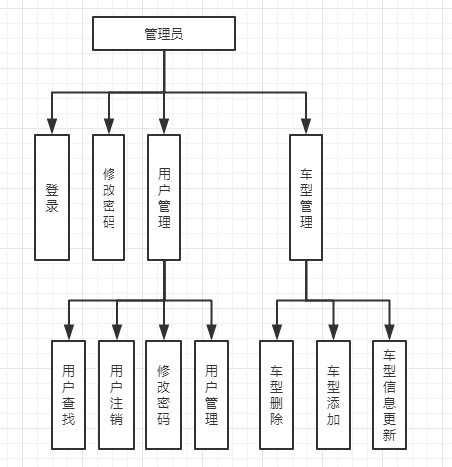 管理员
登录
修改密码
用户管理
车型管理
用户查找
用户注销
修改密码
用户管理
车型删除
车型添加
车型信息更新